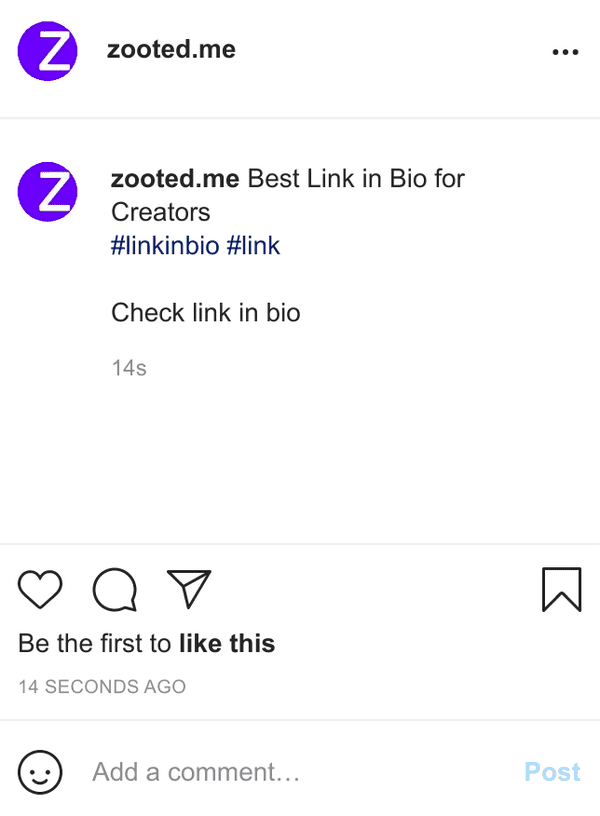 Z
zooted.me
Z
zooted.me Best Link in Bio for
Creators
#linkinbio #link
Check link in bio
14s
Be the first to like this
14 SECONDS AGO
Add a comment…
Post